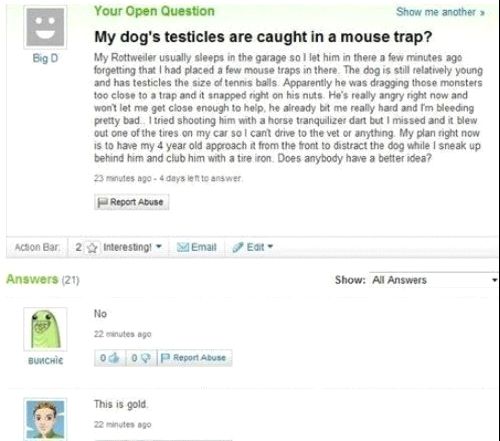 Your Open Question
Show me another »
Big D
My dog's testicles are caught in a mouse trap?
My Rottweiler usually sleeps in the garage so I let him in there a few minutes ago
forgetting that I had placed a few mouse traps in there. The dog is still relatively young
and has testicles the size of tennis balls. Apparently he was dragging those monsters
too close to a trap and it snapped right on his nuts. He's really angry right now and
won't let me get close enough to help, he already bit me really hard and I'm bleeding
pretty bad.. I tried shooting him with a horse tranquilizer dart but I missed and it blew
out one of the tires on my car so I can't drive to the vet or anything. My plan right now
is to have my 4 year old approach it from the front to distract the dog while I sneak up
behind him and club him with a tire iron. Does anybody have a better idea?
23 minutes ago - 4 days left to answer.
Report Abuse
Action Bar: 2 Interesting! Email Edit
Answers (21)
Show: All Answers
BUИCHiE
No
22 minutes ago
0 0 Report Abuse
This is gold.
22 minutes ago